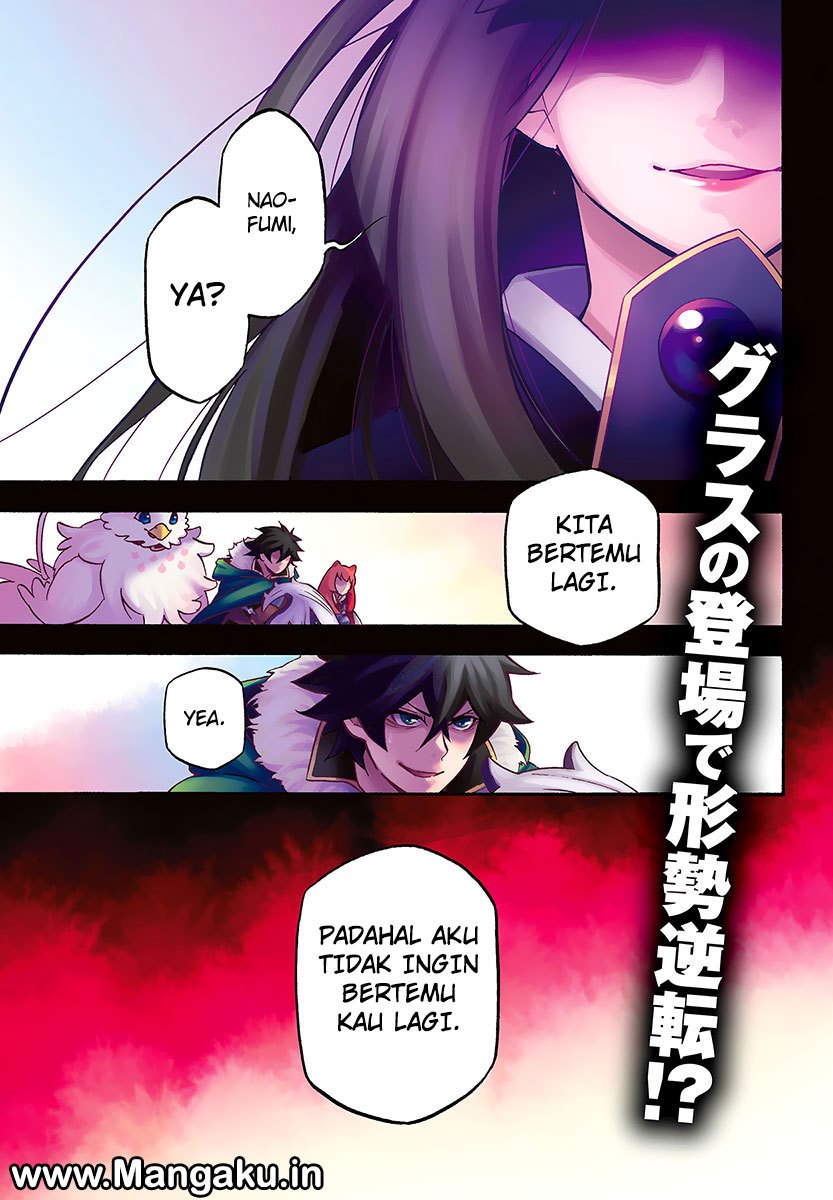 NAO-
FUMI,
YA?
KITA
BERTEMU
LAGI.
YEA.
PADAHAL AKU
TIDAK INGIN
BERTEMU
KAU LAGI.
グラスの登場で形勢逆転!?
www.Mangaku.in